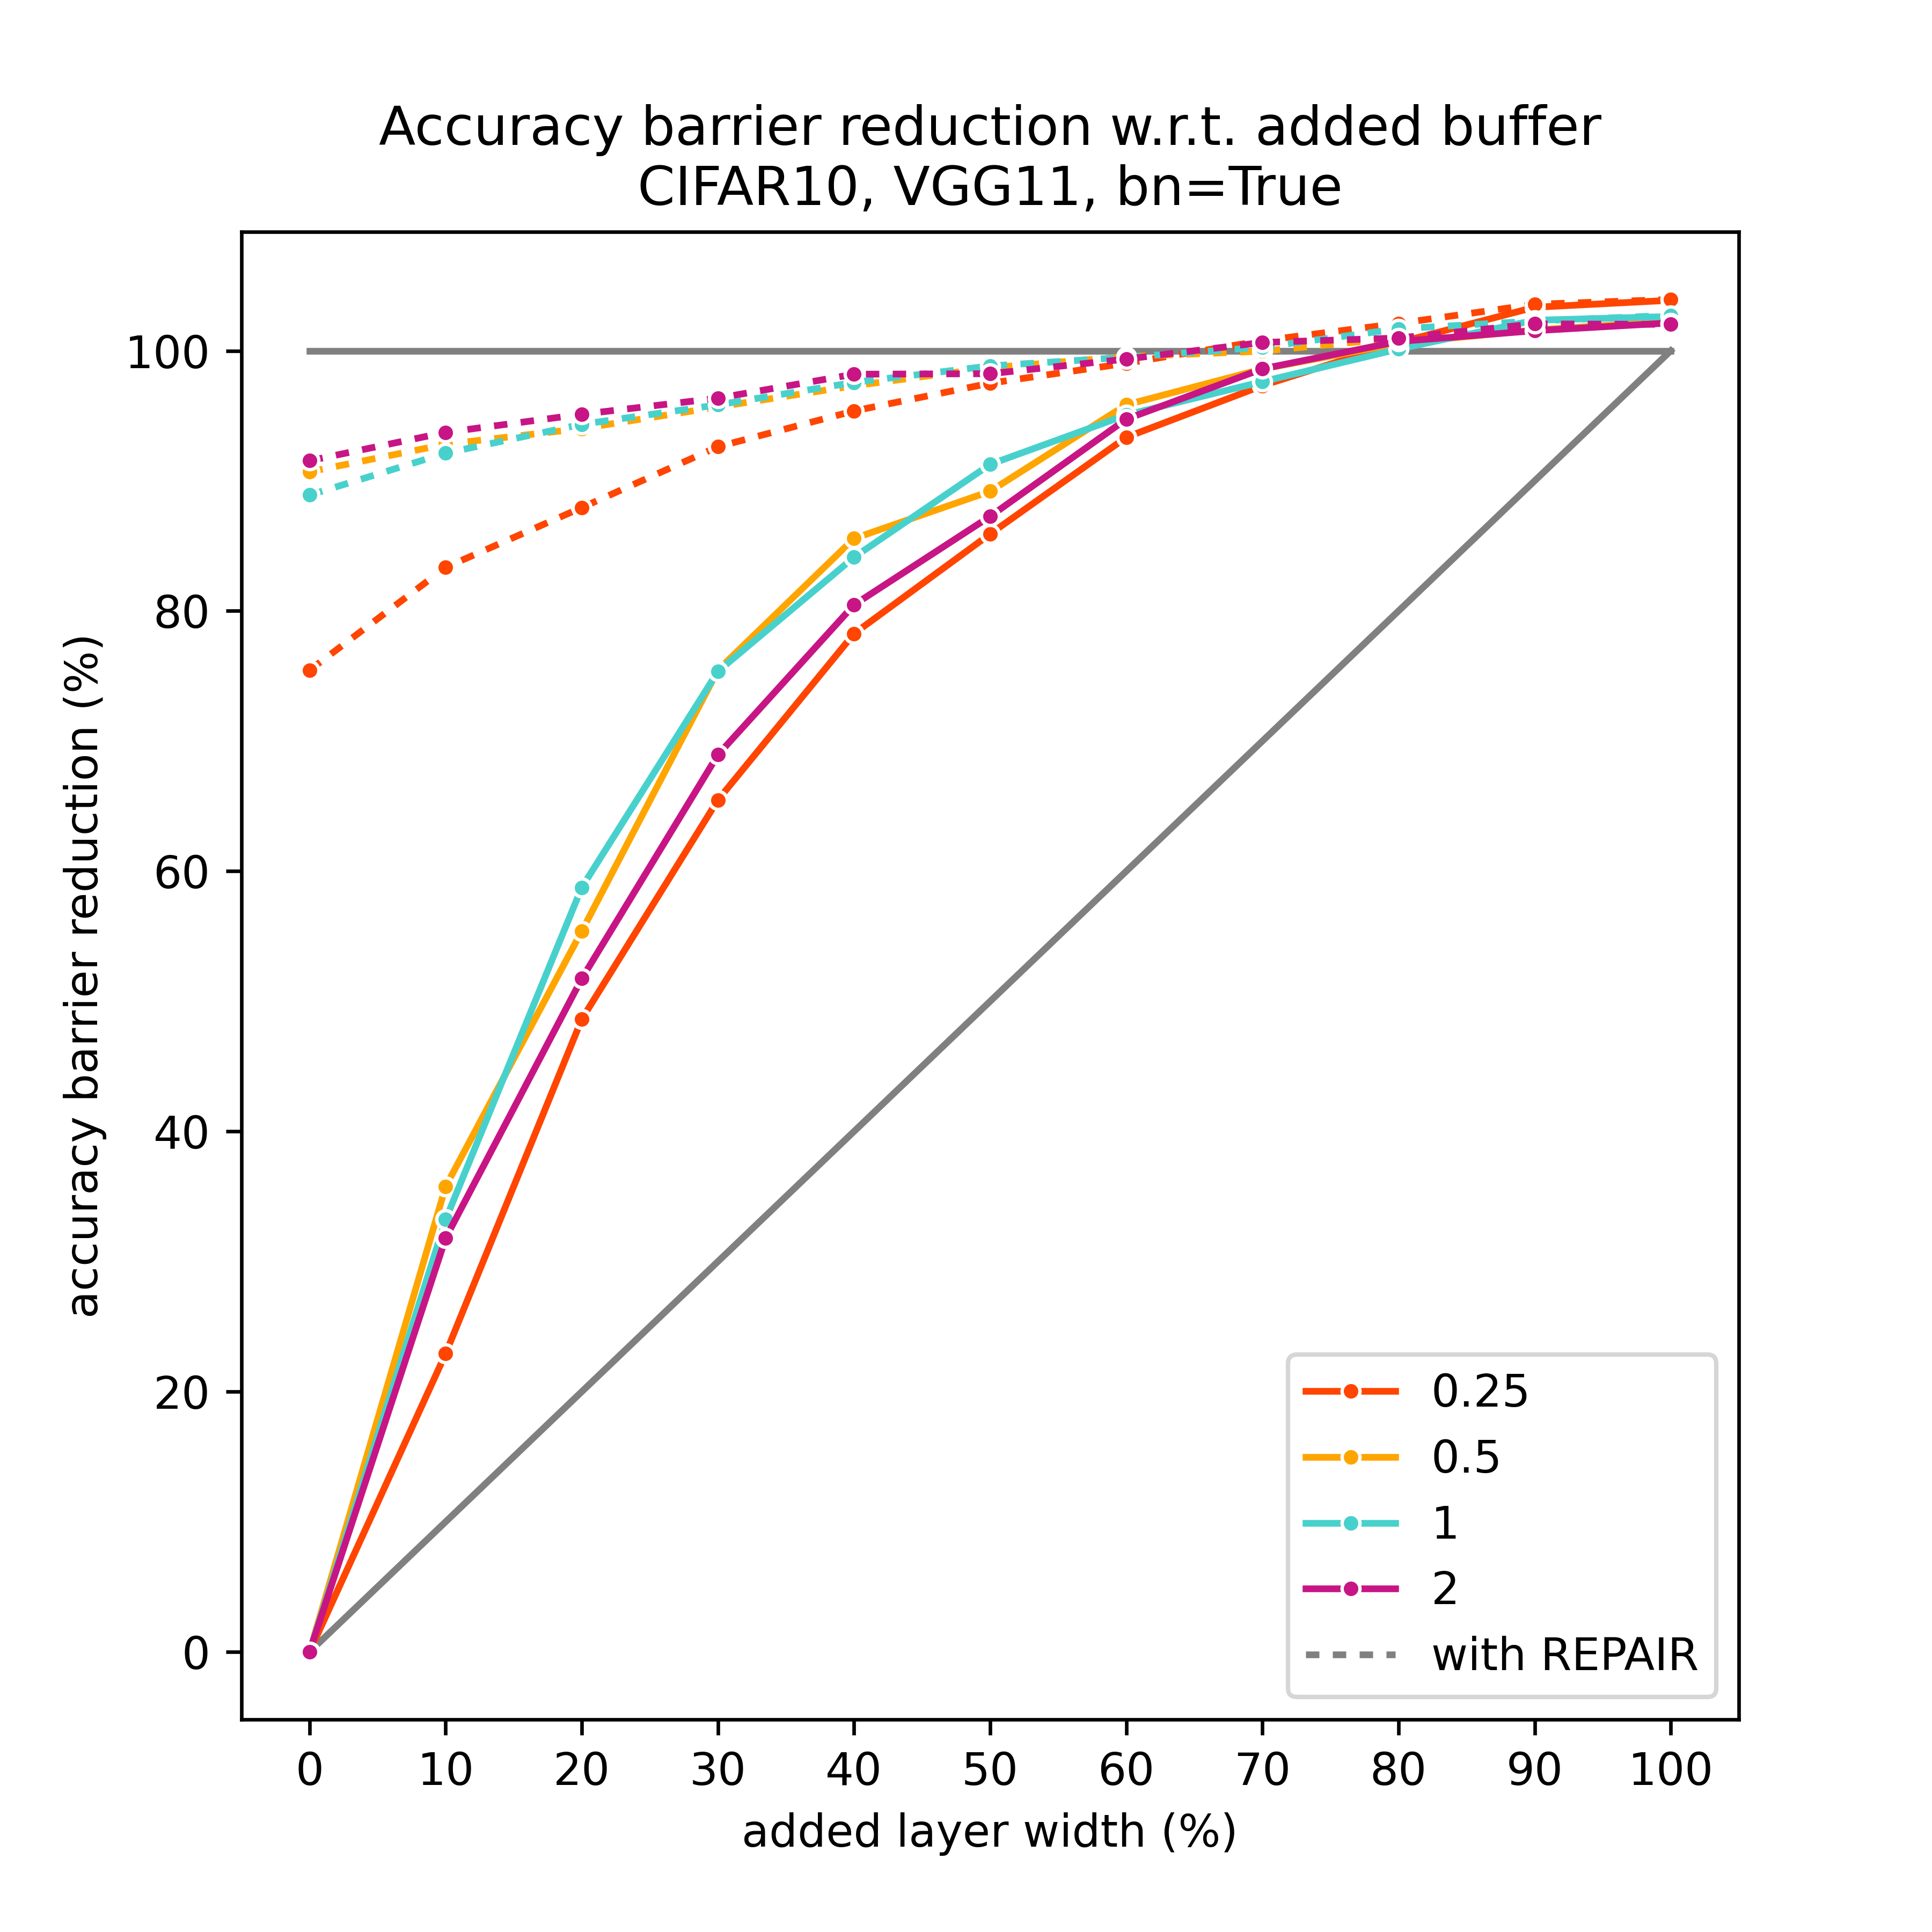 Accuracy barrier reduction w.r.t. added buffer
CIFAR10, VGG11, bn=True
accuracy barrier reduction (%)
100
80
60
40
20
0
0 10 20 30 40 50 60 70 80 90 100
added layer width (%)
0.25
0.5
1
2
with REPAIR